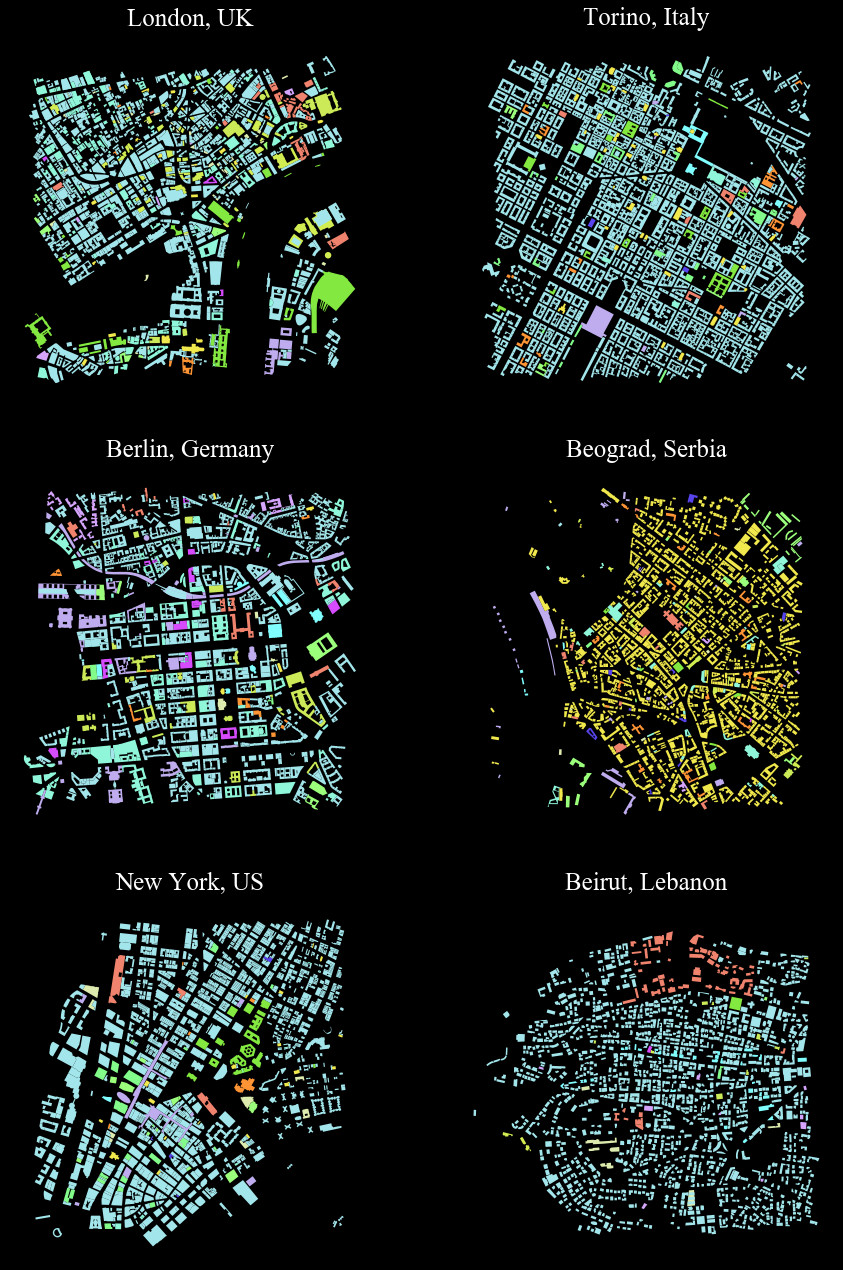 London, UK
Torino, Italy
Berlin, Germany
Beograd, Serbia
New York, US
Beirut, Lebanon